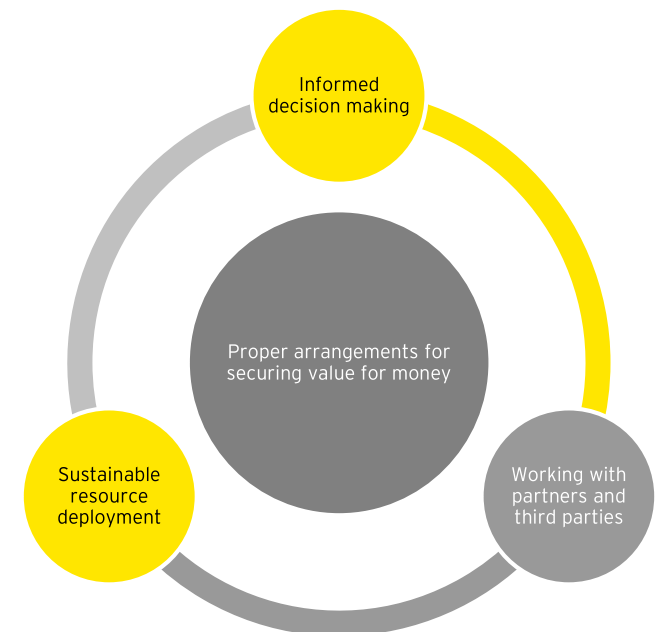 Informed
decision making
Proper arrangements for
securing value for money
Sustainable
resource
deployment
Working with
partners and
third parties